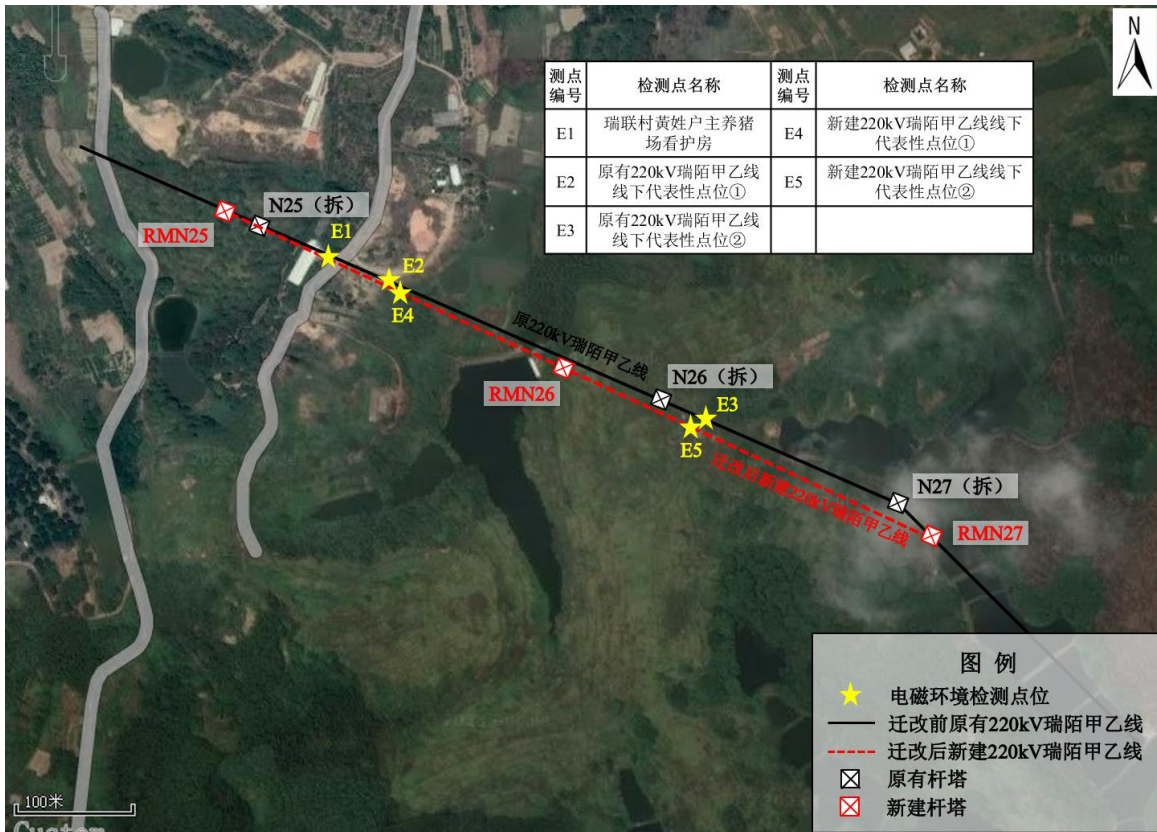 N
测点编号 检测点名称 测点编号 检测点名称
E1 瑞联村黄姓户主养猪场看护房 E4 新建220kV瑞陌甲乙线线下代表性点位①
E2 原有220kV瑞陌甲乙线线下代表性点位① E5 新建220kV瑞陌甲乙线线下代表性点位②
E3 原有220kV瑞陌甲乙线线下代表性点位②
N25（拆）
RMN25
E1
E2
E4
原220kV瑞陌甲乙线
RMN26
N26（拆）
E3
E5
迁改后新建220kV瑞陌甲乙线
N27（拆）
RMN27
图 例
电磁环境检测点位
迁改前原有220kV瑞陌甲乙线
迁改后新建220kV瑞陌甲乙线
原有杆塔
新建杆塔
100米